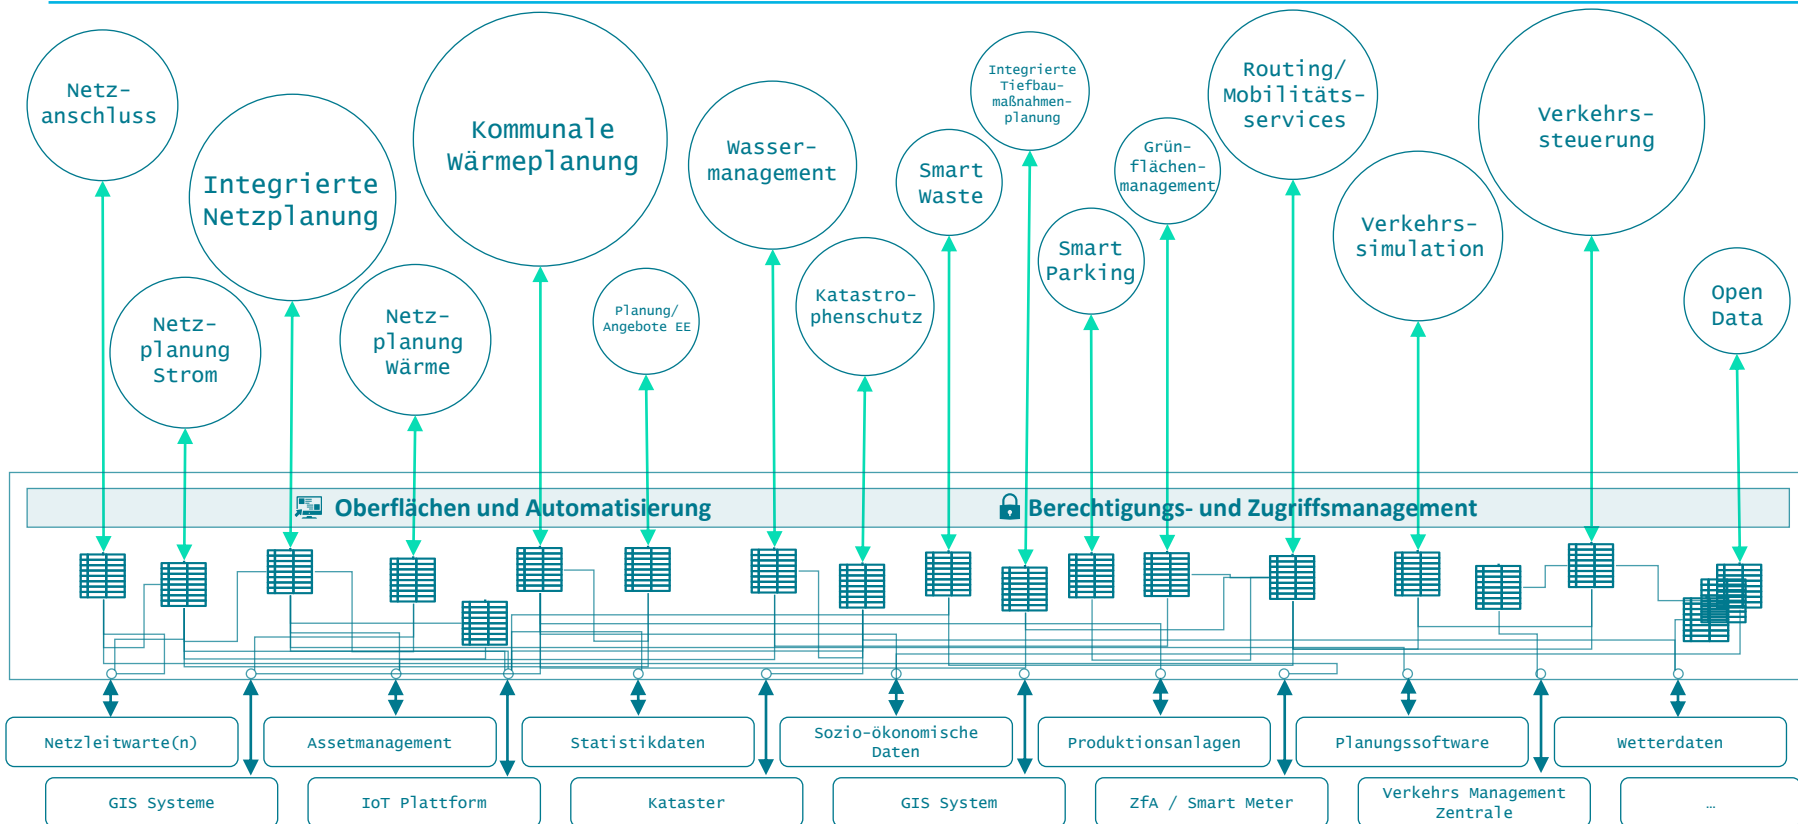 Netz-
anschluss
Integrierte
Netzplanung
Kommunale
Wärmeplanung
Wasser-
management
Smart
Waste
Integrierte
Tiefbau-
maßnahmen-
planung
Grün-
flächen-
management
Routing/
Mobilitäts-
services
Verkehrs-
steuerung
Netz-
planung
Strom
Netz-
planung
Wärme
Planung/
Angebote EE
Katastro-
phenschutz
Smart
Parking
Verkehrs-
simulation
Open
Data
Oberflächen und Automatisierung
Berechtigungs- und Zugriffsmanagement
Netzleitwarte(n)
Assetmanagement
Statistikdaten
Sozio-ökonomische
Daten
Produktionsanlagen
Planungssoftware
Wetterdaten
GIS Systeme
IoT Plattform
Kataster
GIS System
ZfA / Smart Meter
Verkehrs Management
Zentrale
…